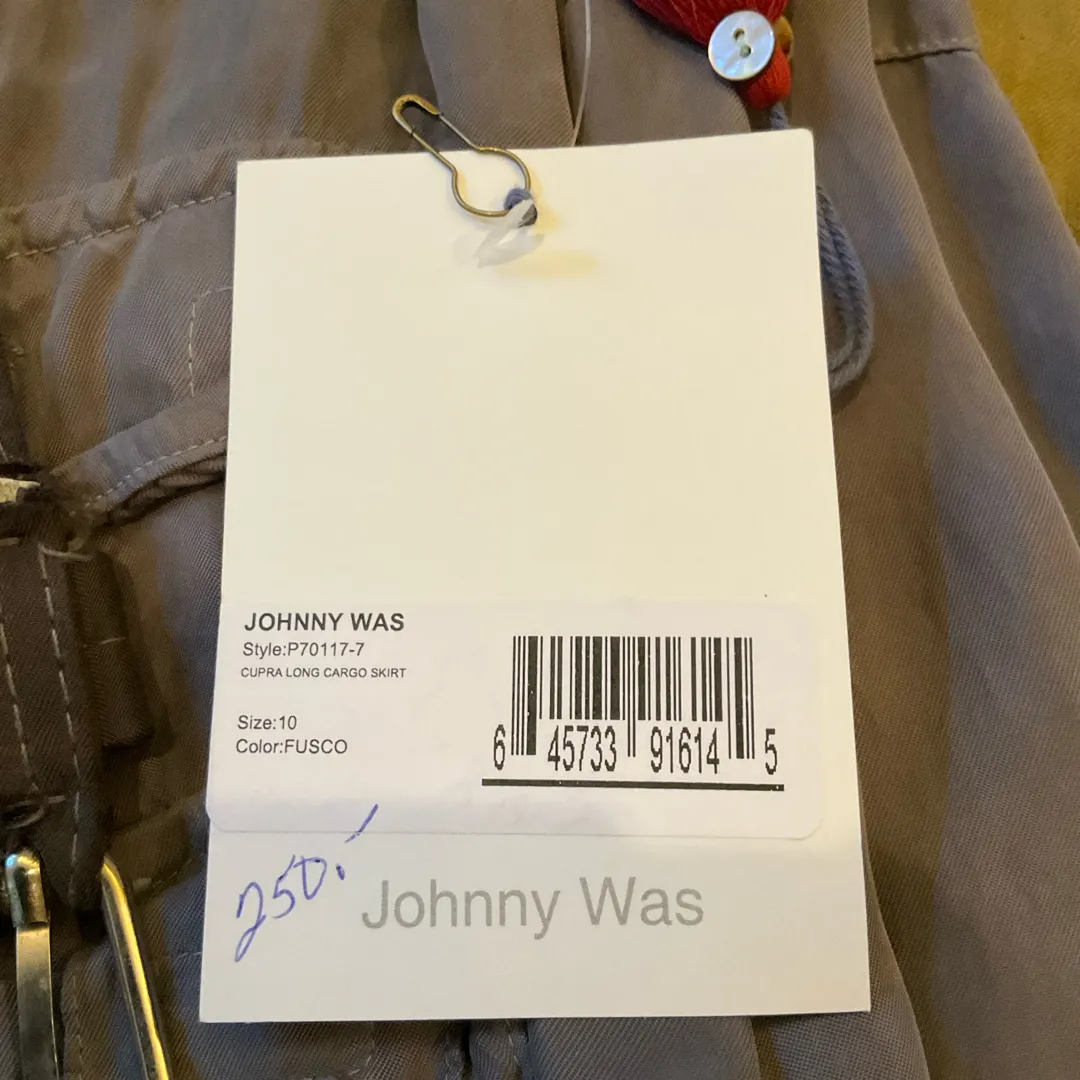 JOHNNY WAS
Style:P70117-7
CUPRA LONG CARGO SKIRT
Size:10
Color:FUSCO
6 45733 91614 5
250.-
Johnny Was